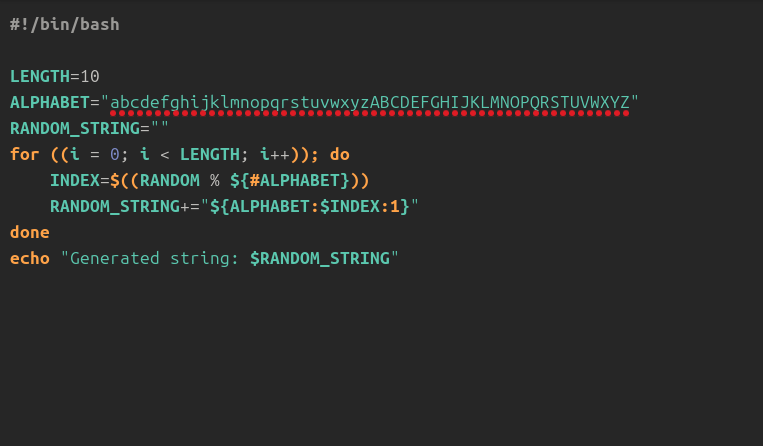 #!/bin/bash

LENGTH=10
ALPHABET="abcdefghijklmnopqrstuvwxyzABCDEFGHIJKLMNOPQRSTUVWXYZ"
RANDOM_STRING=""
for ((i = 0; i < LENGTH; i++)); do
    INDEX=$((RANDOM % ${#ALPHABET}))
    RANDOM_STRING+="${ALPHABET:$INDEX:1}"
done
echo "Generated string: $RANDOM_STRING"